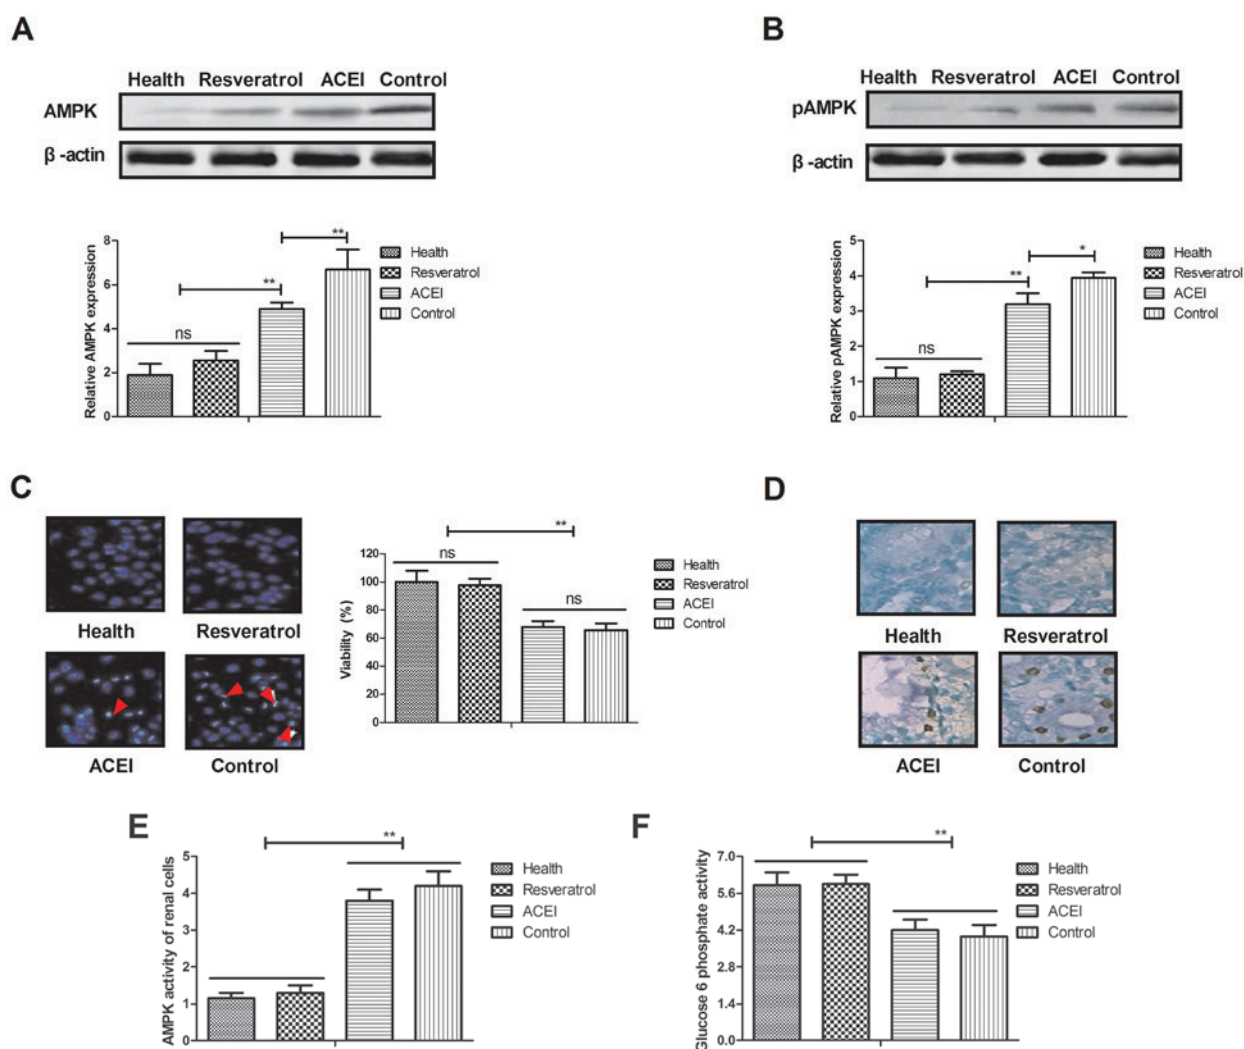 A
B
Health Resveratrol ACEI Control
AMPK
β -actin
Health Resveratrol ACEI Control
pAMPK
β -actin
Relative AMPK expression
8
6
4
2
0
ns
**
**
Health
Resveratrol
ACEI
Control
Relative pAMPK expression
5
4
3
2
1
0
ns
**
*
Health
Resveratrol
ACEI
Control
C
D
Health
Resveratrol
ACEI
Control
Viability (%)
120
100
80
60
40
20
0
ns
**
ns
Health
Resveratrol
ACEI
Control
Health
Resveratrol
ACEI
Control
E
F
AMPK activity of renal cells
5
4
3
2
1
0
**
Health
Resveratrol
ACEI
Control
Glucose 6 phosphate activity
7.0
5.6
4.2
2.8
1.4
0
**
Health
Resveratrol
ACEI
Control